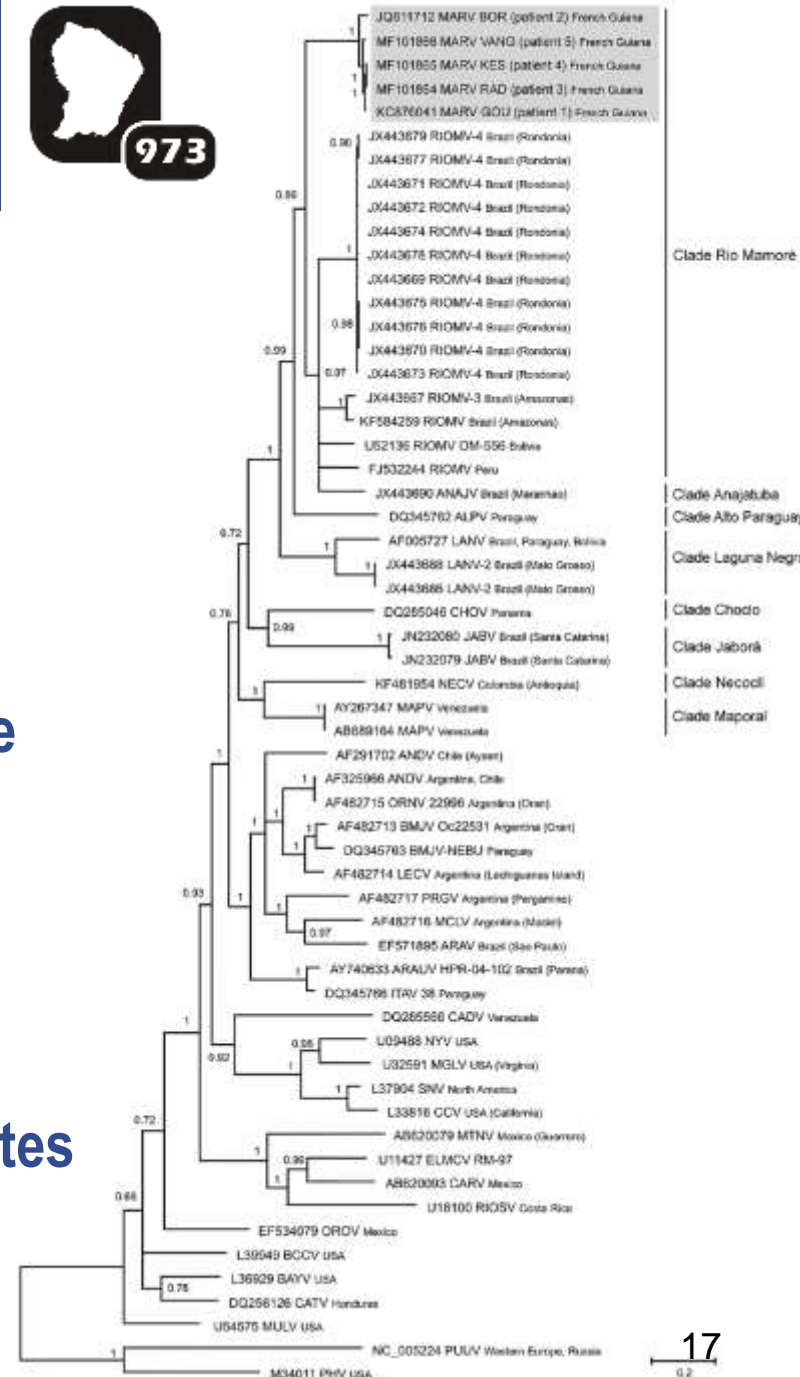 973
JQ611712 MARV BOR (patient 2) French Guiana
MF101856 MARV VANG (patient 5) French Guiana
MF101855 MARV KES (patient 4) French Guiana
MF101854 MARV RAD (patient 3) French Guiana
KC876041 MARV GOU (patient 1) French Guiana
JX443679 RIOMV-4 Brazil (Rondonia)
JX443677 RIOMV-4 Brazil (Rondonia)
JX443671 RIOMV-4 Brazil (Rondonia)
JX443672 RIOMV-4 Brazil (Rondonia)
JX443674 RIOMV-4 Brazil (Rondonia)
JX443678 RIOMV-4 Brazil (Rondonia)
Clade Rio Mamoré
JX443669 RIOMV-4 Brazil (Rondonia)
JX443675 RIOMV-4 Brazil (Rondonia)
JX443676 RIOMV-4 Brazil (Rondonia)
JX443670 RIOMV-4 Brazil (Rondonia)
JX443673 RIOMV-4 Brazil (Rondonia)
JX443667 RIOMV-3 Brazil (Amazonas)
KF584259 RIOMV Brazil (Amazonas)
U52136 RIOMV OM-556 Bolivia
FJ532244 RIOMV Peru
JX443690 ANAJV Brazil (Maranhao)
Clade Anajatuba
DQ345762 ALPV Paraguay
Clade Alto Paraguay
AF005727 LANV Brazil, Paraguay, Bolivia
Clade Laguna Negra
JX443688 LANV-2 Brazil (Mato Grosso)
JX443686 LANV-2 Brazil (Mato Grosso)
DQ285046 CHOV Panama
Clade Choclo
JN232080 JABV Brazil (Santa Catarina)
Clade Jaborá
JN232079 JABV Brazil (Santa Catarina)
KF481954 NECV Colombia (Antioquia)
Clade Necoclí
AY267347 MAPV Venezuela
Clade Maporal
AB689164 MAPV Venezuela
e
AF291702 ANDV Chile (Aysen)
AF325966 ANDV Argentina, Chile
AF482715 ORNV 22996 Argentina (Oran)
AF482713 BMJV Oc22531 Argentina (Oran)
DQ345763 BMJV-NEBU Paraguay
AF482714 LECV Argentina (Lechiguanas Island)
AF482717 PRGV Argentina (Pergamino)
AF482716 MCLV Argentina (Maciel)
EF571895 ARAV Brazil (Sao Paulo)
AY740633 ARAUV HPR-04-102 Brazil (Parana)
DQ345766 ITAV 38 Paraguay
DQ285566 CADV Venezuela
U09488 NYV USA
U32591 MGLV USA (Virginia)
L37904 SNV North America
L33816 CCV USA (California)
tes
AB620079 MTNV Mexico (Guerrero)
U11427 ELMCV RM-97
AB620093 CARV Mexico
U18100 RIOSV Costa Rica
EF534079 OROV Mexico
L39949 BCCV USA
L36929 BAYV USA
DQ256126 CATV Honduras
U54575 MULV USA
NC_005224 PUUV Western Europe, Russia
M34011 PHV USA
17
0.2